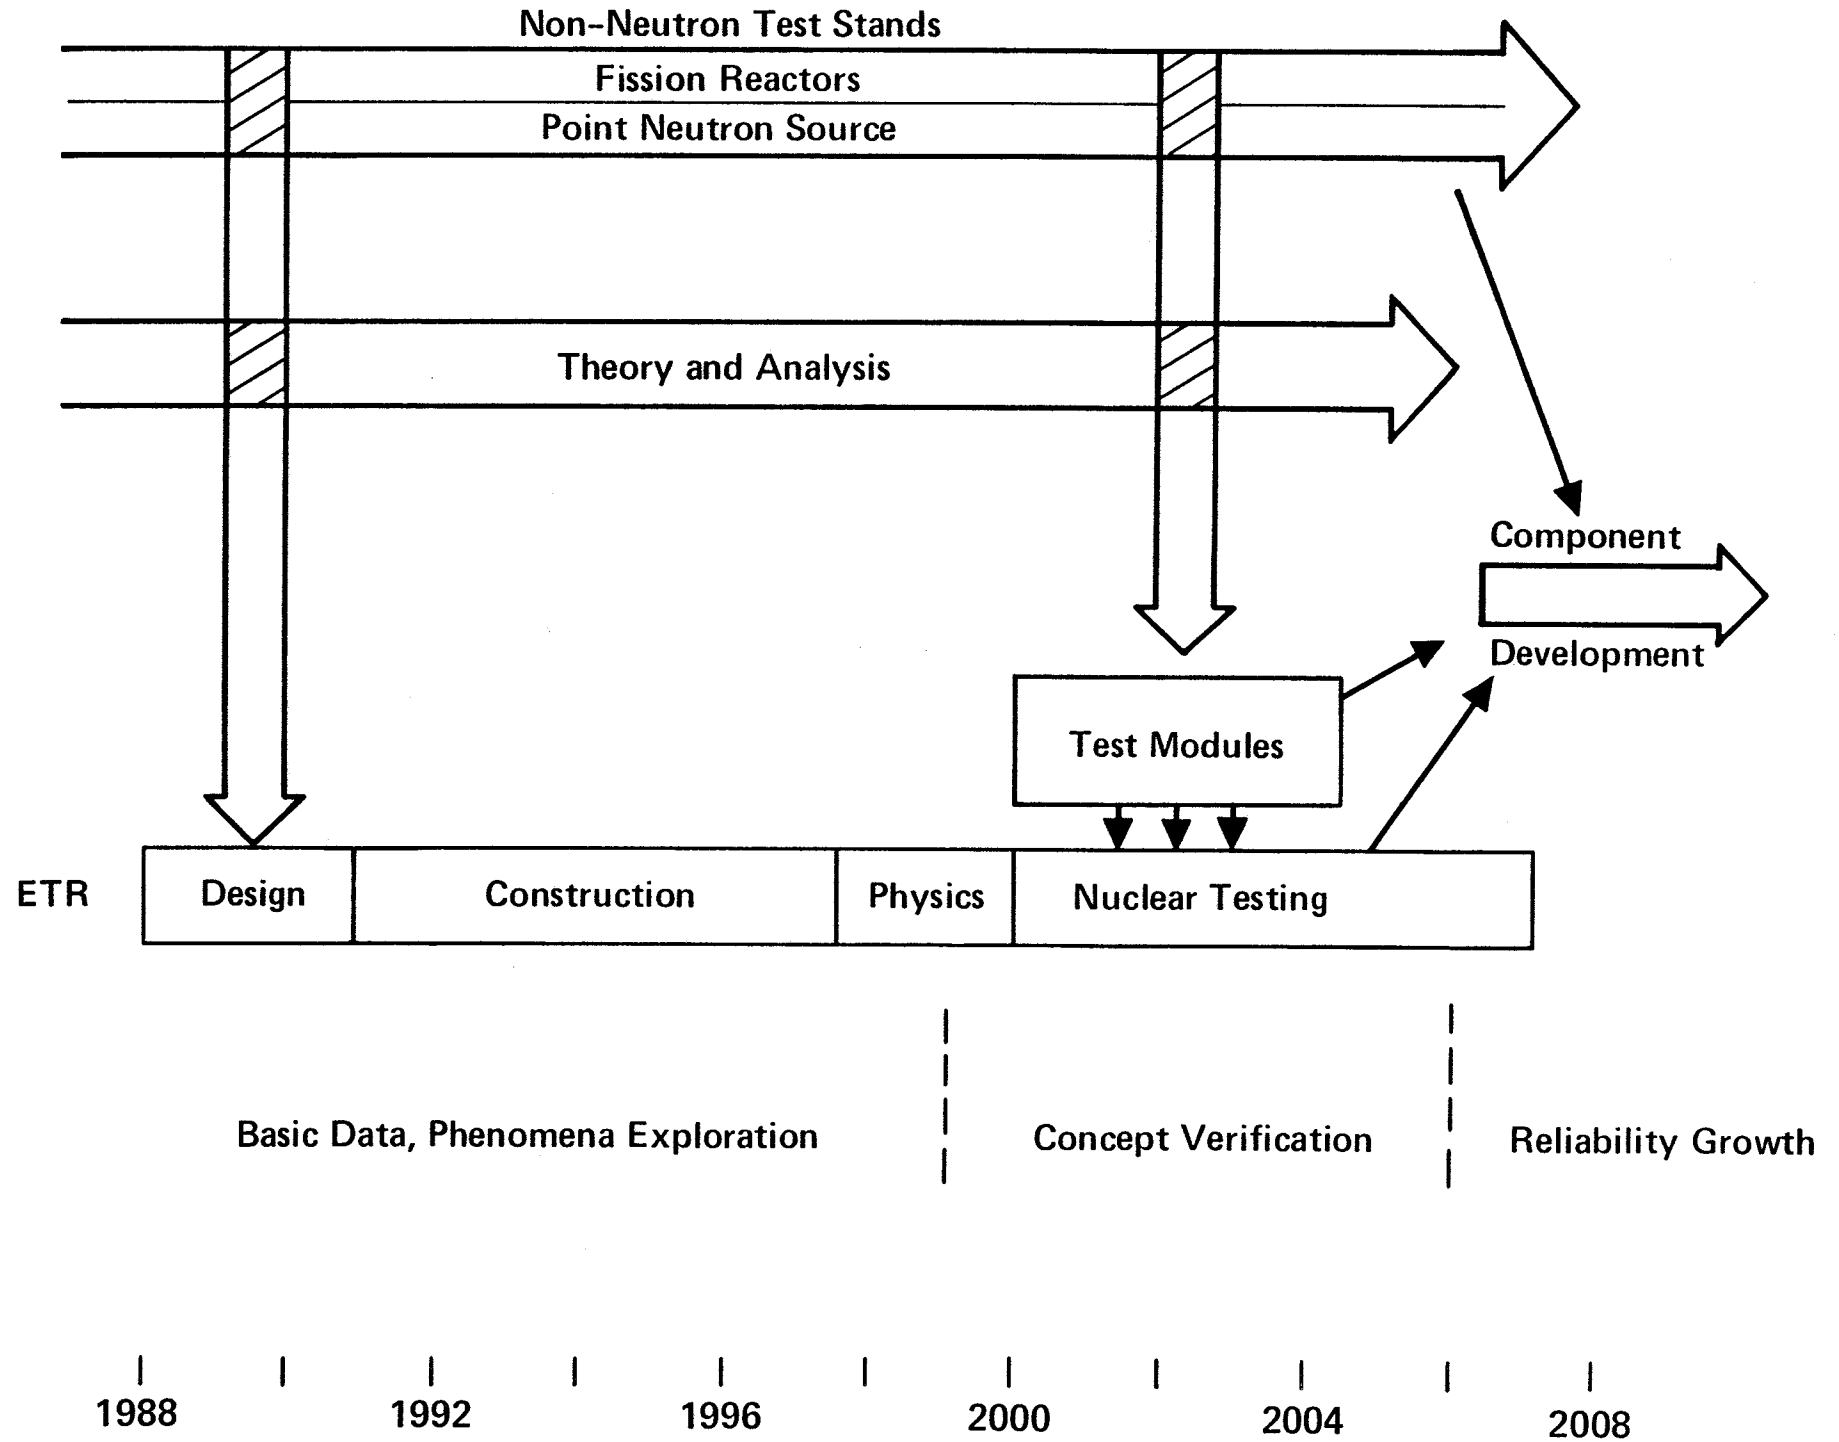 Non-Neutron Test Stands
Fission Reactors
Point Neutron Source
Theory and Analysis
Component
Development
Test Modules
ETR
Design
Construction
Physics
Nuclear Testing
Basic Data, Phenomena Exploration
Concept Verification
Reliability Growth
1988
1992
1996
2000
2004
2008